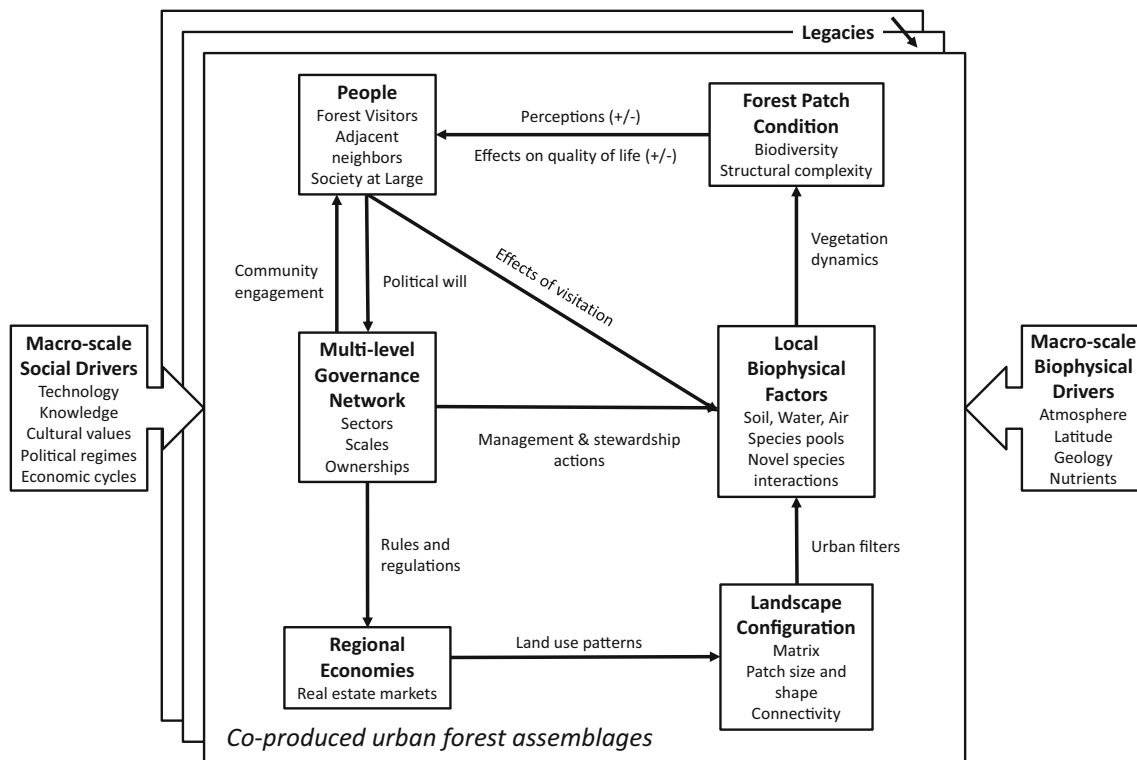 Legacies
People
Forest Visitors
Adjacent
neighbors
Society at Large
Perceptions (+/-)
Effects on quality of life (+/-)
Forest Patch
Condition
Biodiversity
Structural complexity
Community
engagement
Political will
Effects of visitation
Vegetation
dynamics
Macro-scale
Social Drivers
Technology
Knowledge
Cultural values
Political regimes
Economic cycles
Multi-level
Governance
Network
Sectors
Scales
Ownerships
Management & stewardship
actions
Local
Biophysical
Factors
Soil, Water, Air
Species pools
Novel species
interactions
Macro-scale
Biophysical
Drivers
Atmosphere
Latitude
Geology
Nutrients
Rules and
regulations
Urban filters
Regional
Economies
Real estate markets
Land use patterns
Landscape
Configuration
Matrix
Patch size and
shape
Connectivity
Co-produced urban forest assemblages